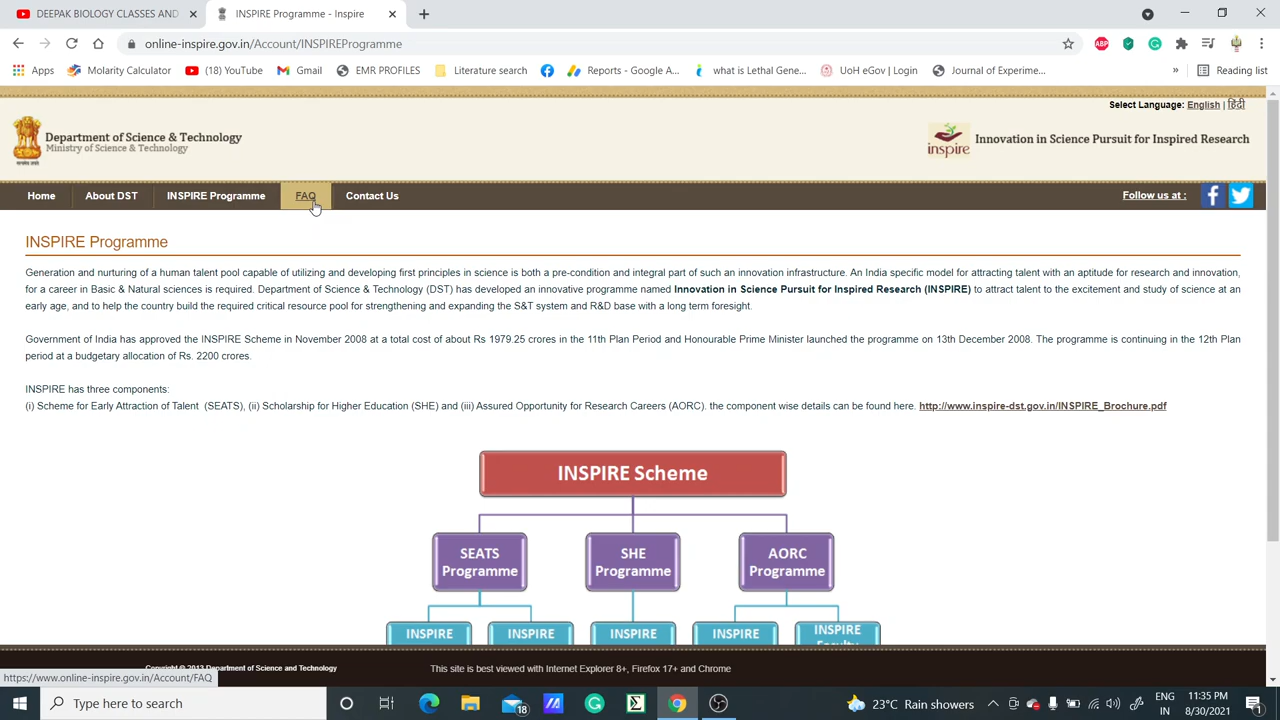 DEEPAK BIOLOGY CLASSES AND
INSPIRE Programme - Inspire
online-inspire.gov.in/Account/INSPIREProgramme
ABP
Apps
Molarity Calculator
(18) YouTube
Gmail
EMR PROFILES
Literature search
Reports - Google A...
what is Lethal Gene...
UoH eGov | Login
Journal of Experime...
»
Reading list
Select Language: English | हिंदी
Department of Science & Technology
Ministry of Science & Technology
inspire
Innovation in Science Pursuit for Inspired Research
Home
About DST
INSPIRE Programme
FAQ
Contact Us
Follow us at :
INSPIRE Programme
Generation and nurturing of a human talent pool capable of utilizing and developing first principles in science is both a pre-condition and integral part of such an innovation infrastructure. An India specific model for attracting talent with an aptitude for research and innovation,
for a career in Basic & Natural sciences is required. Department of Science & Technology (DST) has developed an innovative programme named Innovation in Science Pursuit for Inspired Research (INSPIRE) to attract talent to the excitement and study of science at an
early age, and to help the country build the required critical resource pool for strengthening and expanding the S&T system and R&D base with a long term foresight.
Government of India has approved the INSPIRE Scheme in November 2008 at a total cost of about Rs 1979.25 crores in the 11th Plan Period and Honourable Prime Minister launched the programme on 13th December 2008. The programme is continuing in the 12th Plan
period at a budgetary allocation of Rs. 2200 crores.
INSPIRE has three components:
(i) Scheme for Early Attraction of Talent (SEATS), (ii) Scholarship for Higher Education (SHE) and (iii) Assured Opportunity for Research Careers (AORC). the component wise details can be found here. http://www.inspire-dst.gov.in/INSPIRE_Brochure.pdf
INSPIRE Scheme
SEATS
Programme
SHE
Programme
AORC
Programme
INSPIRE
INSPIRE
INSPIRE
INSPIRE
INSPIRE
Faculty
Copyright © 2013 Department of Science and Technology
This site is best viewed with Internet Explorer 8+, Firefox 17+ and Chrome
https://www.online-inspire.gov.in/Account/FAQ
Type here to search
18
23°C Rain showers
ENG
IN
11:35 PM
8/30/2021
1